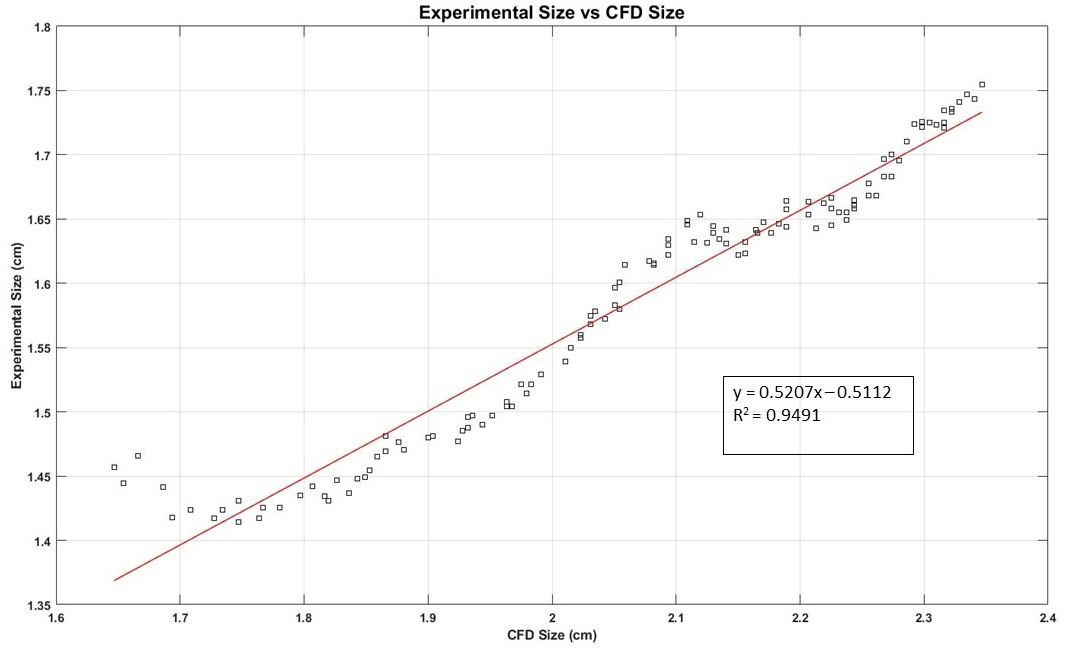 Experimental Size vs CFD Size
1.8
1.75
1.7
1.65
1.6
1.55
1.5
1.45
1.4
1.35
Experimental Size (cm)
y = 0.5207x−0.5112
R² = 0.9491
1.6 1.7 1.8 1.9 2 2.1 2.2 2.3 2.4
CFD Size (cm)